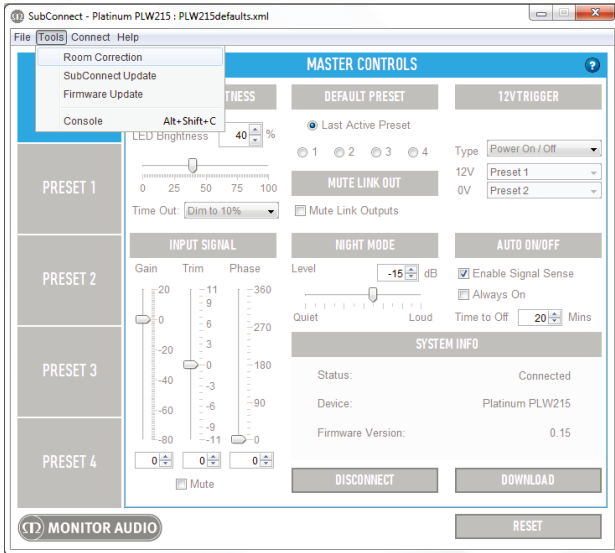 SubConnect - Platinum PLW215 : PLW215defaults.xml
File Tools Connect Help
Room Correction
SubConnect Update
Firmware Update
Console Alt+Shift+C
MASTER CONTROLS ?
TNESS DEFAULT PRESET 12V TRIGGER
LED Brightness 40 %
0 25 50 75 100
Time Out: Dim to 10%
Last Active Preset
1 2 3 4
MUTE LINK OUT
Mute Link Outputs
Type Power On / Off
12V Preset 1
0V Preset 2
PRESET 1
PRESET 2
PRESET 3
PRESET 4
INPUT SIGNAL NIGHT MODE AUTO ON/OFF
Gain Trim Phase
20 11 360
9
0 6 270
3
-20 0 180
-40 -3
-60 -6 90
-9
-80 -11 0
0 0 0
Mute
Level -15 dB
Quiet Loud
Enable Signal Sense
Always On
Time to Off 20 Mins
SYSTEM INFO
Status: Connected
Device: Platinum PLW215
Firmware Version: 0.15
DISCONNECT DOWNLOAD
MONITOR AUDIO
RESET